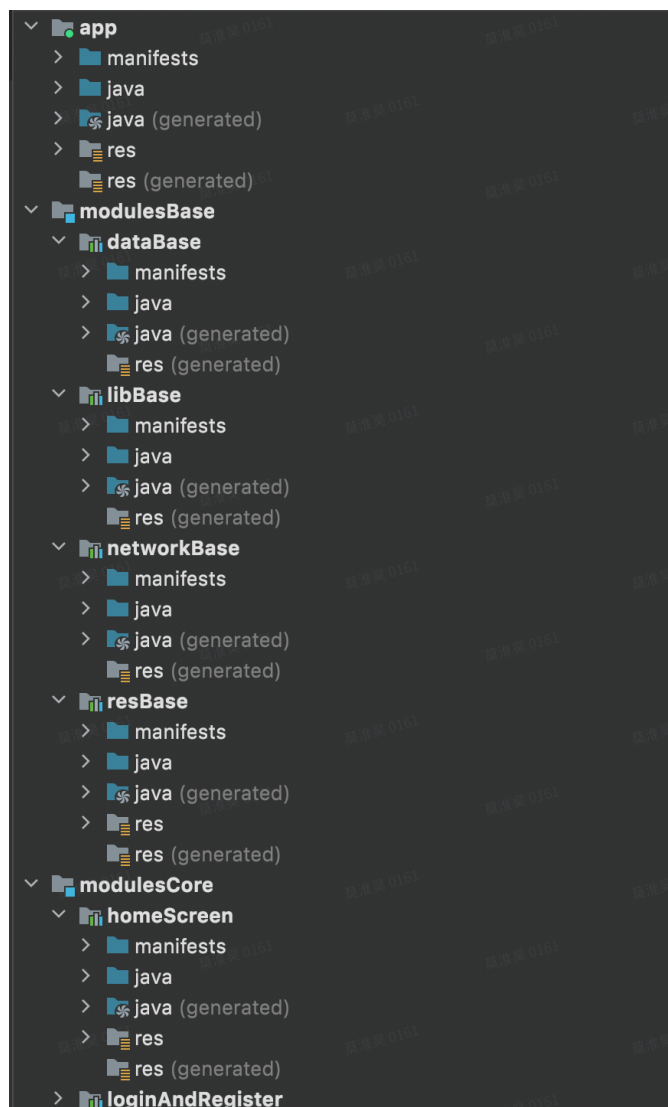 app
manifests
java
java (generated)
res
res (generated)
modulesBase
dataBase
manifests
java
java (generated)
res (generated)
libBase
manifests
java
java (generated)
res (generated)
networkBase
manifests
java
java (generated)
res (generated)
resBase
manifests
java
java (generated)
res
res (generated)
modulesCore
homeScreen
manifests
java
java (generated)
res
res (generated)
loginAndRegister